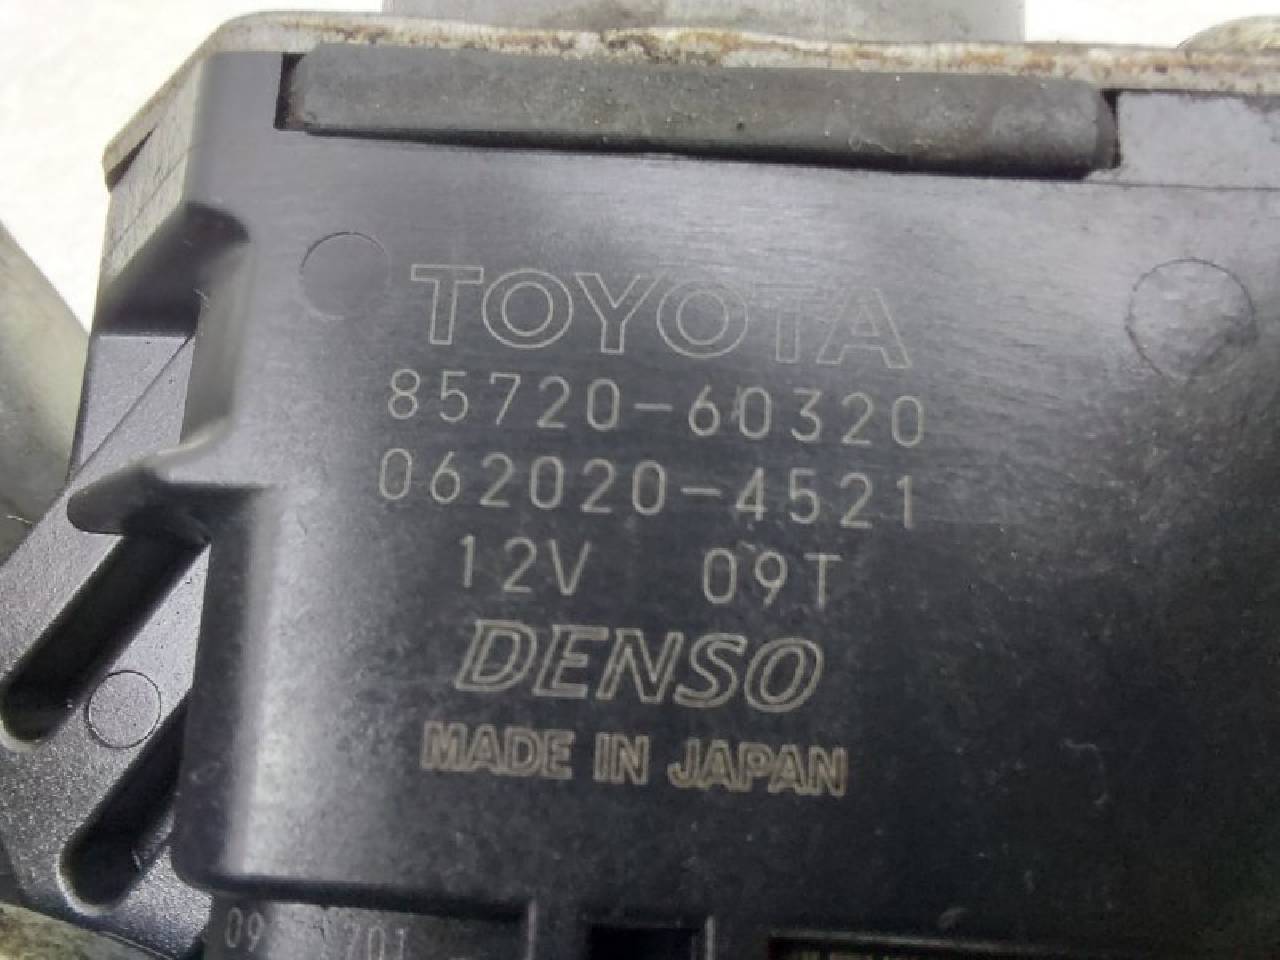 TOYOTA
85720-60320
062020-4521
12V 09T
DENSO
MADE IN JAPAN